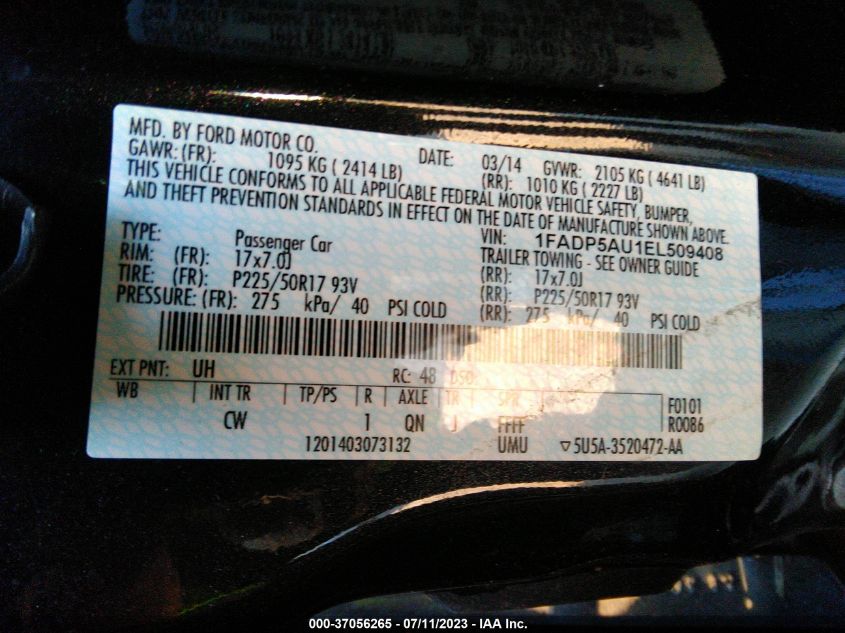 MFD. BY FORD MOTOR CO.
DATE: 03/14 GVWR: 2105 KG ( 4641 LB)
GAWR: (FR): 1095 KG ( 2414 LB) (RR): 1010 KG ( 2227 LB)
THIS VEHICLE CONFORMS TO ALL APPLICABLE FEDERAL MOTOR VEHICLE SAFETY, BUMPER,
AND THEFT PREVENTION STANDARDS IN EFFECT ON THE DATE OF MANUFACTURE SHOWN ABOVE.
VIN: 1FADP5AU1EL509408
TYPE: Passenger Car TRAILER TOWING - SEE OWNER GUIDE
RIM: (FR): 17x7.0J (RR): 17x7.0J
TIRE: (FR): P225/50R17 93V (RR): P225/50R17 93V
PRESSURE: (FR): 275 kPa/ 40 PSI COLD (RR): 275 kPa/ 40 PSI COLD
EXT PNT: UH RC: 48 DSO:
WB INT TR TP/PS R AXLE TR SPR F0101
CW 1 QN J FFFF R0086
1201403073132 UMU ▽5U5A-3520472-AA
000-37056265 - 07/11/2023 - IAA Inc.